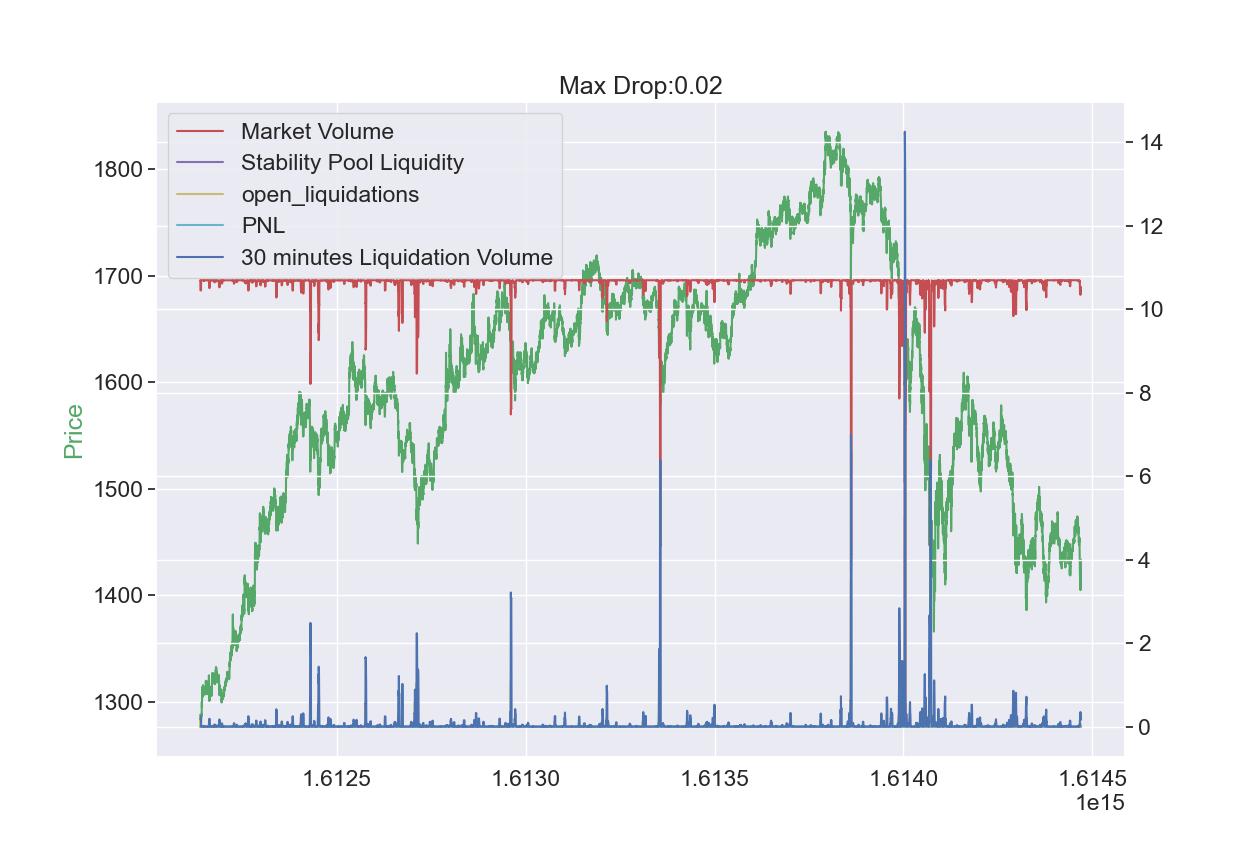 Max Drop:0.02
Market Volume
Stability Pool Liquidity
open_liquidations
PNL
30 minutes Liquidation Volume
Price
1800
1700
1600
1500
1400
1300
14
12
10
8
6
4
2
0
1.6125
1.6130
1.6135
1.6140
1.6145
1e15